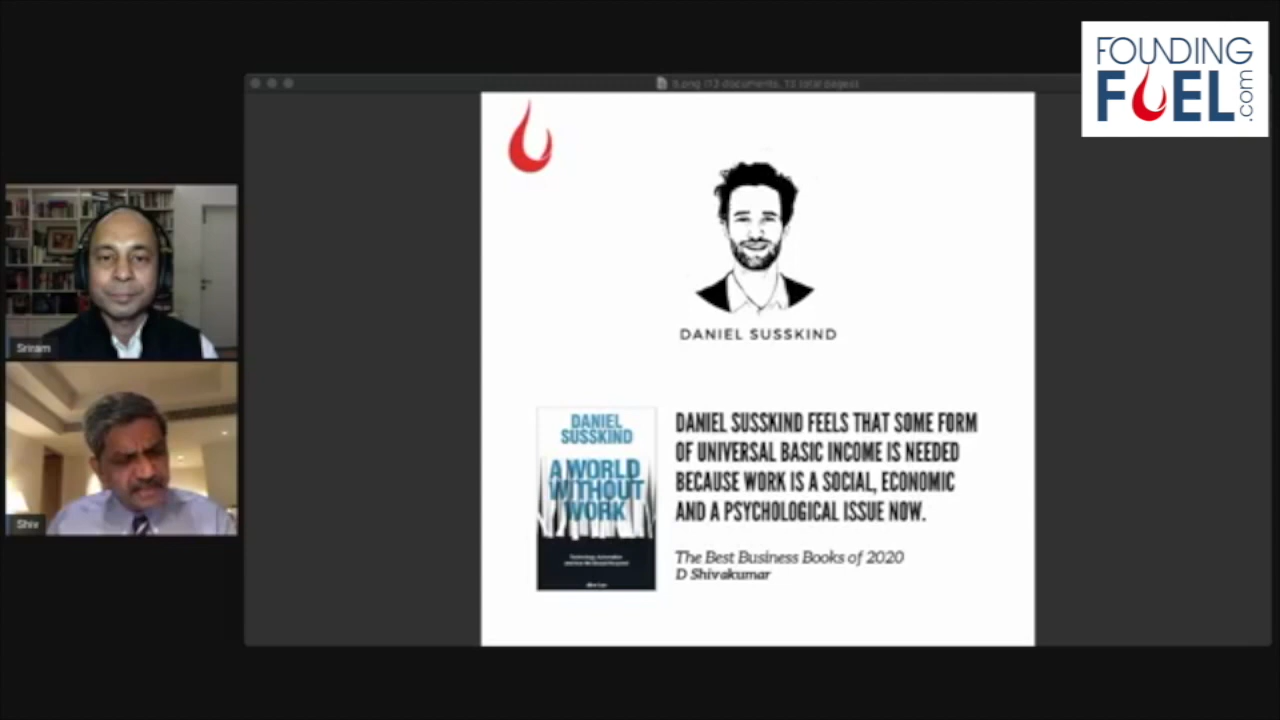 FOUNDING
FUEL
.com
Sriram
Shiv
DANIEL SUSSKIND
DANIEL
SUSSKIND
A WORLD
WITHOUT
WORK
DANIEL SUSSKIND FEELS THAT SOME FORM
OF UNIVERSAL BASIC INCOME IS NEEDED
BECAUSE WORK IS A SOCIAL, ECONOMIC
AND A PSYCHOLOGICAL ISSUE NOW.
The Best Business Books of 2020
D Shivakumar